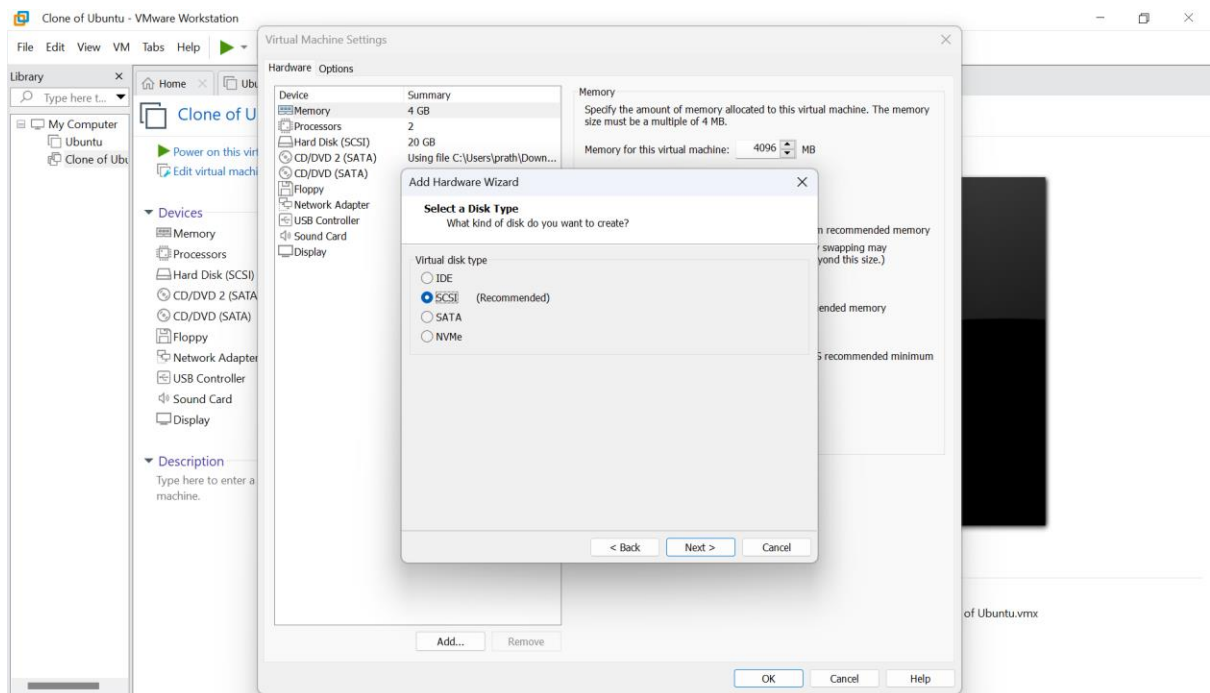 Clone of Ubuntu - VMware Workstation
File Edit View VM Tabs Help
Library
Type here t...
My Computer
Ubuntu
Clone of Ubu
Home
Ubu
Clone of U
Power on this virt
Edit virtual machi
Devices
Memory
Processors
Hard Disk (SCSI)
CD/DVD 2 (SATA
CD/DVD (SATA)
Floppy
Network Adapter
USB Controller
Sound Card
Display
Description
Type here to enter a
machine.
Virtual Machine Settings
Hardware Options
Device Summary
Memory 4 GB
Processors 2
Hard Disk (SCSI) 20 GB
CD/DVD 2 (SATA) Using file C:\Users\prath\Down...
CD/DVD (SATA)
Floppy
Network Adapter
USB Controller
Sound Card
Display
Memory
Specify the amount of memory allocated to this virtual machine. The memory
size must be a multiple of 4 MB.
Memory for this virtual machine: 4096 MB
recommended memory
swapping may
yond this size.)
ended memory
recommended minimum
Add Hardware Wizard
Select a Disk Type
What kind of disk do you want to create?
Virtual disk type
IDE
SCSI (Recommended)
SATA
NVMe
< Back Next > Cancel
Add... Remove
OK Cancel Help
of Ubuntu.vmx